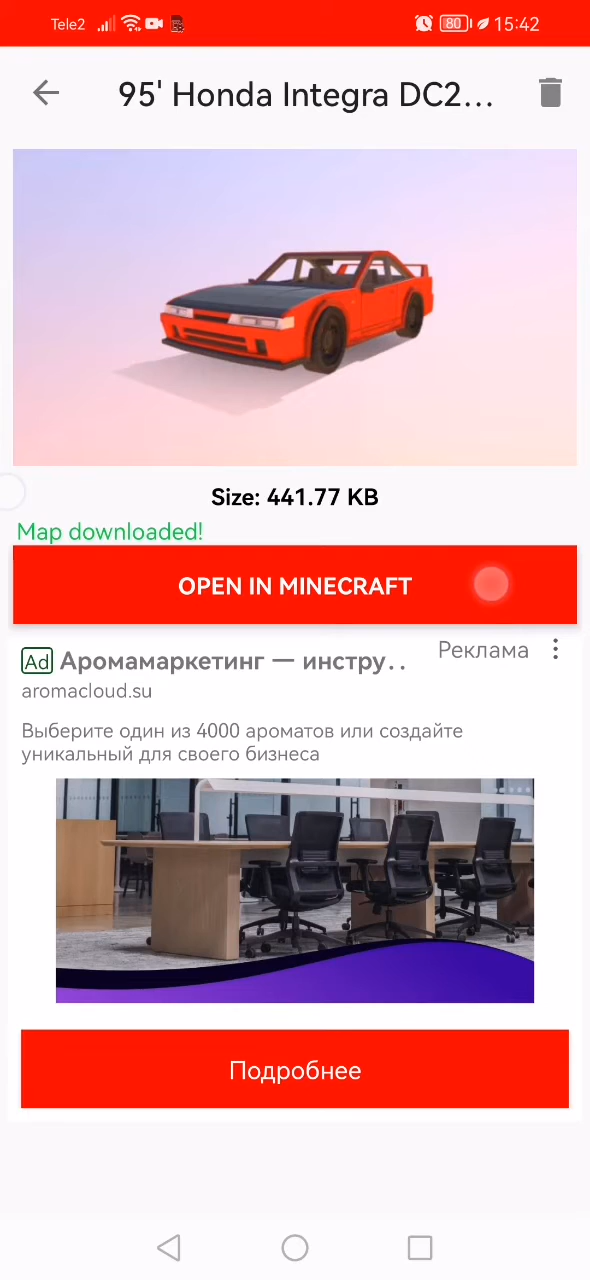 Tele2
80
15:42
95' Honda Integra DC2...
Size: 441.77 KB
Map downloaded!
OPEN IN MINECRAFT
Ad Аромамаркетинг — инстру..
Реклама
aromacloud.su
Выберите один из 4000 ароматов или создайте
уникальный для своего бизнеса
Подробнее